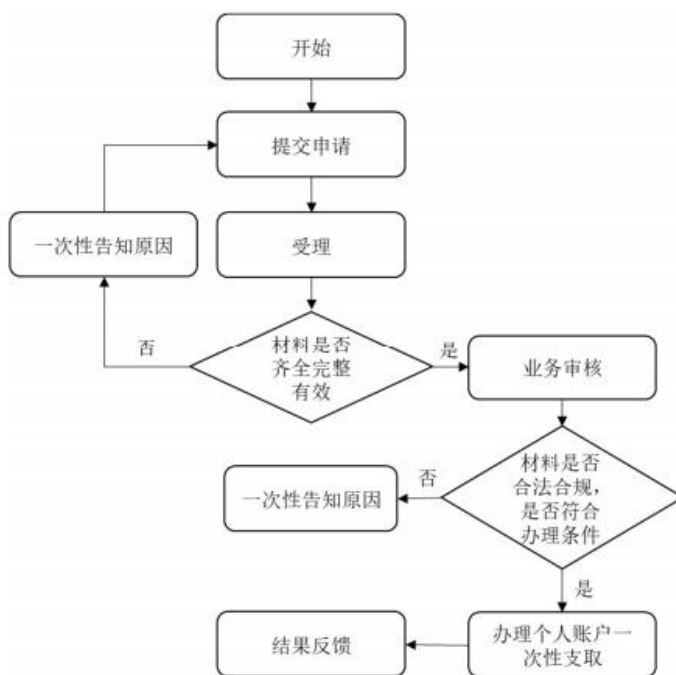 开始
提交申请
一次性告知原因
受理
否
材料是否
齐全完整
有效
是
业务审核
一次性告知原因
否
材料是否
合法合规，
是否符合
办理条件
是
结果反馈
办理个人账户一
次性支取